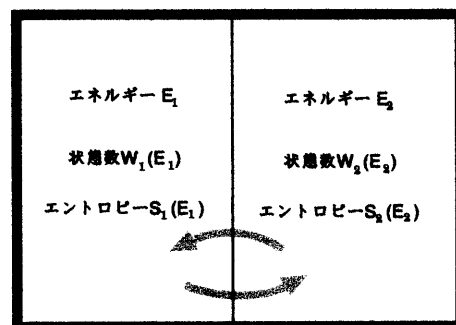 エネルギー E₁
状態数W₁(E₁)
エントロピーS₁(E₁)
エネルギー E₂
状態数W₂(E₂)
エントロピーS₂(E₂)